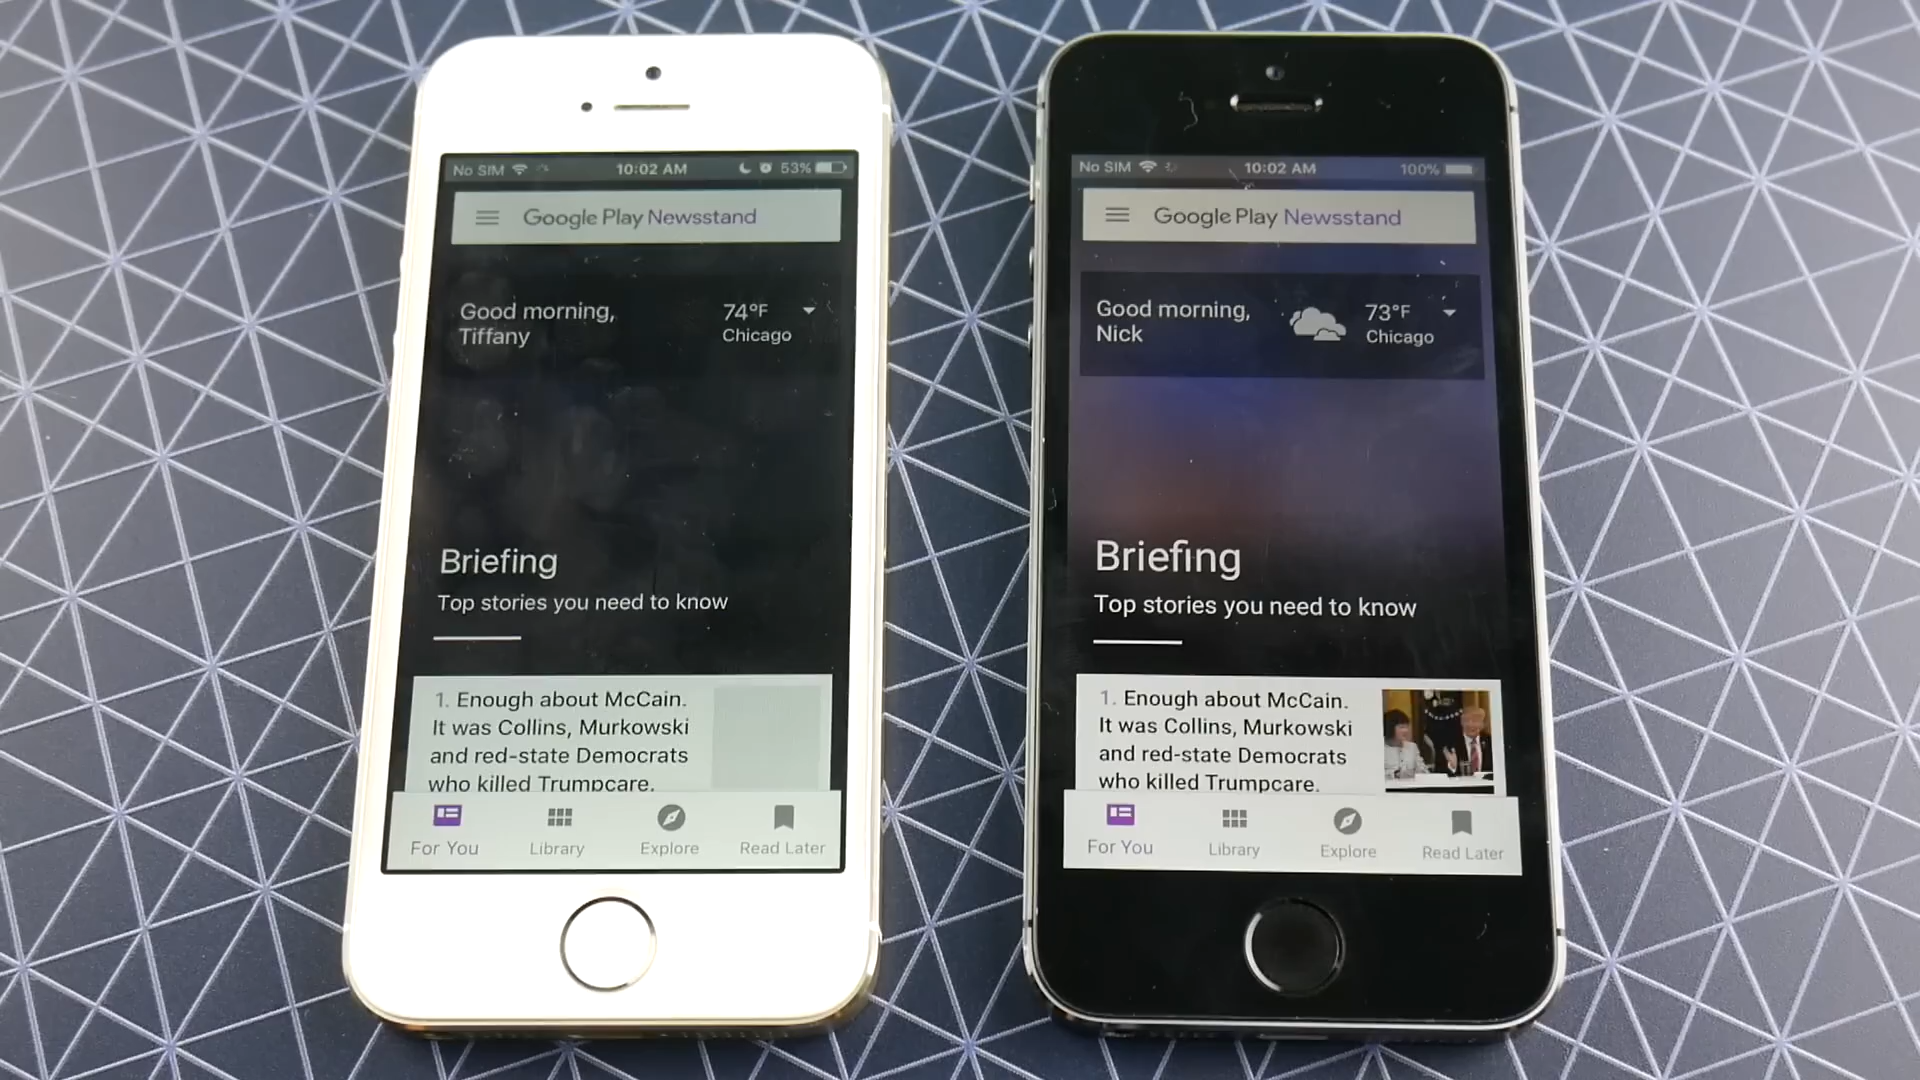 No SIM 10:02 AM 53%
Google Play Newsstand
Good morning,
Tiffany
74°F
Chicago
Briefing
Top stories you need to know
1. Enough about McCain.
It was Collins, Murkowski
and red-state Democrats
who killed Trumpcare.
For You Library Explore Read Later
No SIM 10:02 AM 100%
Google Play Newsstand
Good morning,
Nick
73°F
Chicago
Briefing
Top stories you need to know
1. Enough about McCain.
It was Collins, Murkowski
and red-state Democrats
who killed Trumpcare.
For You Library Explore Read Later